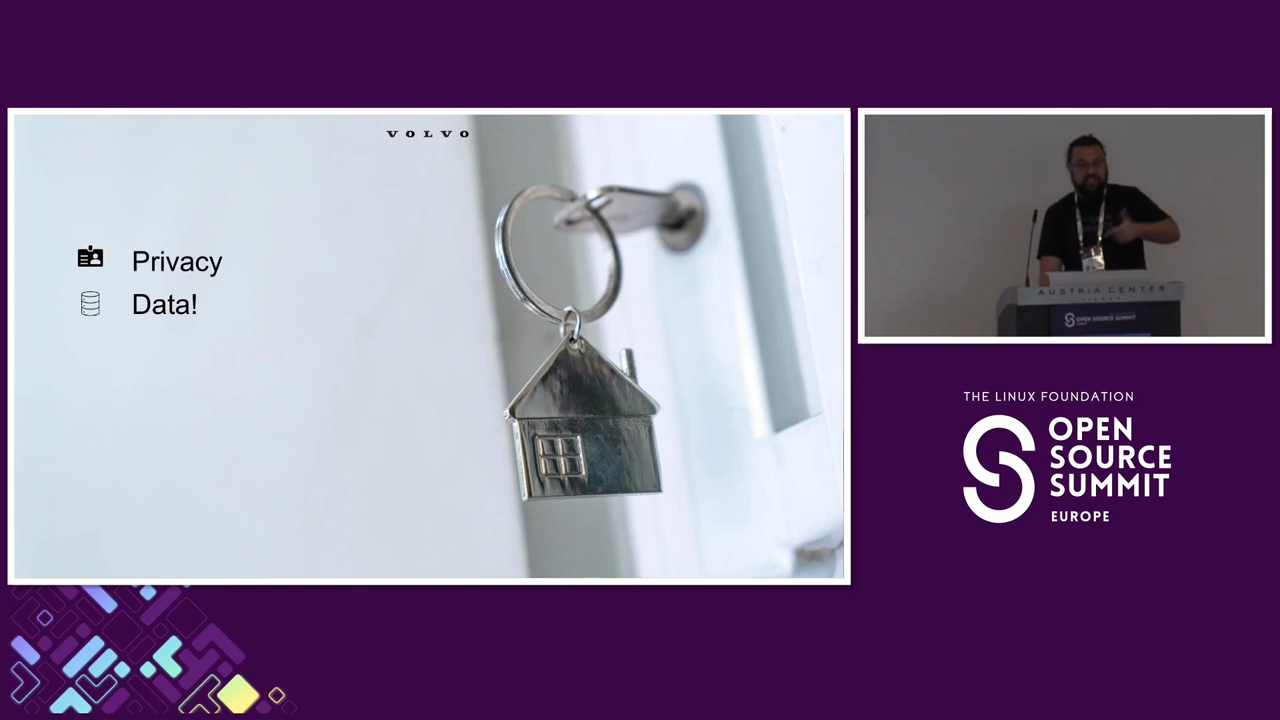 VOLVO
Privacy
Data!
AUSTRIA CENTER
OPEN SOURCE SUMMIT
THE LINUX FOUNDATION
OPEN
SOURCE
SUMMIT
EUROPE